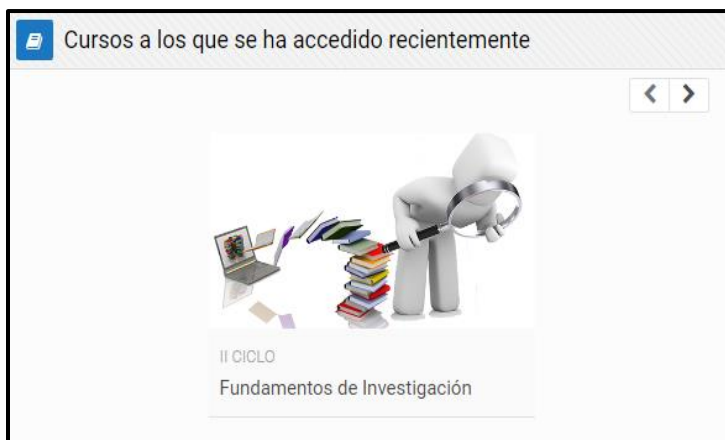 Cursos a los que se ha accedido recientemente
II CICLO
Fundamentos de Investigación